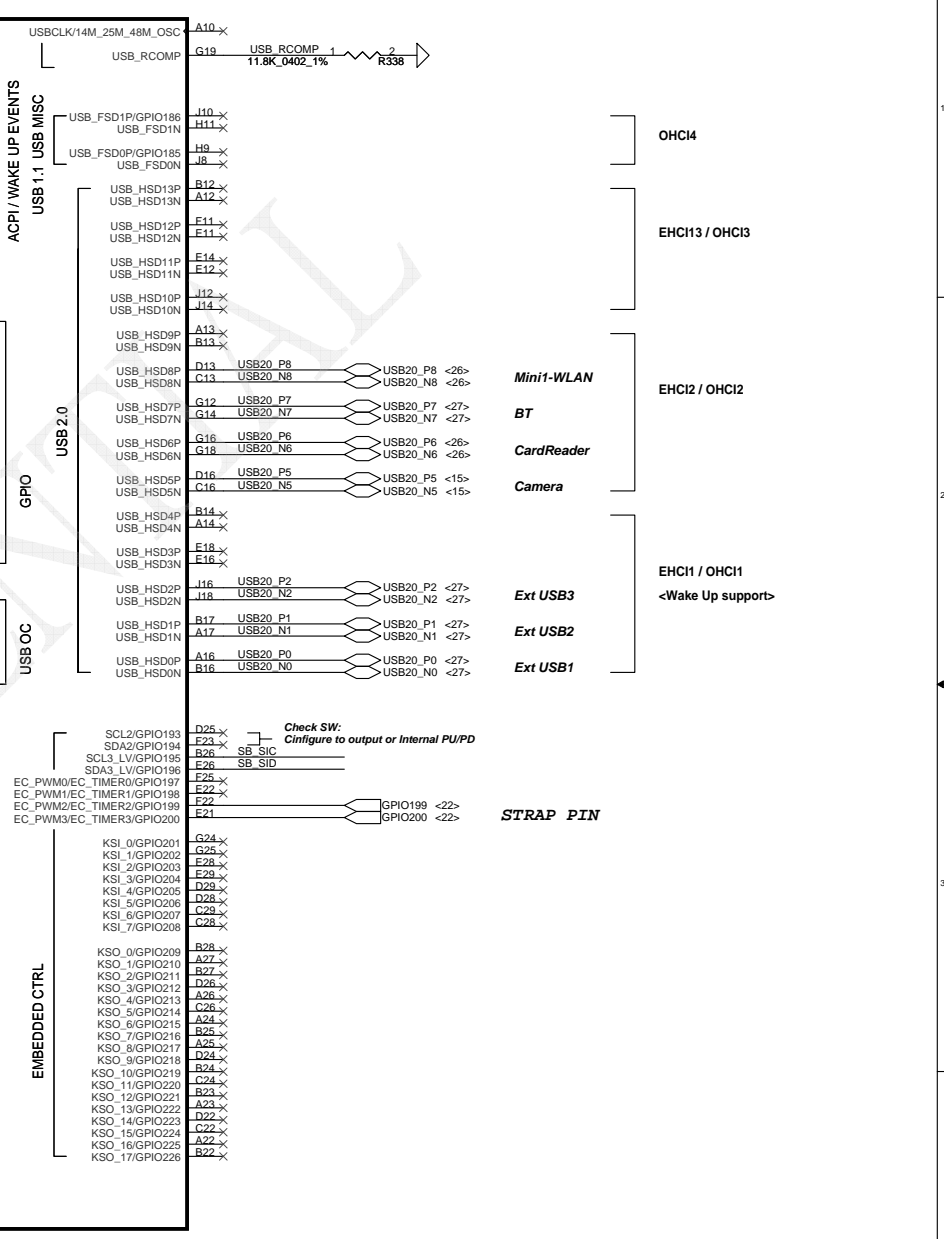 USBCLK/14M_25M_48M_OSC A10
USB_RCOMP G19 USB_RCOMP 1 2
11.8K_0402_1% R338
ACPI / WAKE UP EVENTS
USB 1.1 USB MISC
USB_FSD1P/GPIO186 J10
USB_FSD1N H11
OHCI4
USB_FSD0P/GPIO185 H9
USB_FSD0N J8
USB_HSD13P B12
USB_HSD13N A12
USB_HSD12P
USB_HSD12N
EHCI13 / OHCI3
USB_HSD11P E14
USB_HSD11N E12
USB_HSD10P J12
USB_HSD10N J14
USB_HSD9P A13
USB_HSD9N B13
USB_HSD8P D13 USB20_P8 USB20_P8 <26>
USB_HSD8N C13 USB20_N8 USB20_N8 <26>
Mini1-WLAN
EHCI2 / OHCI2
USB_HSD7P G12 USB20_P7 USB20_P7 <27>
USB_HSD7N G14 USB20_N7 USB20_N7 <27>
BT
USB 2.0
USB_HSD6P G16 USB20_P6 USB20_P6 <26>
USB_HSD6N G18 USB20_N6 USB20_N6 <26>
CardReader
GPIO
USB_HSD5P D16 USB20_P5 USB20_P5 <15>
USB_HSD5N C16 USB20_N5 USB20_N5 <15>
Camera
USB_HSD4P B14
USB_HSD4N A14
USB_HSD3P E18
USB_HSD3N E16
EHCI1 / OHCI1
<Wake Up support>
USB_HSD2P J16 USB20_P2 USB20_P2 <27>
USB_HSD2N J18 USB20_N2 USB20_N2 <27>
Ext USB3
USB_HSD1P B17 USB20_P1 USB20_P1 <27>
USB_HSD1N A17 USB20_N1 USB20_N1 <27>
Ext USB2
USB OC
USB_HSD0P A16 USB20_P0 USB20_P0 <27>
USB_HSD0N B16 USB20_N0 USB20_N0 <27>
Ext USB1
SCL2/GPIO193 D25
SDA2/GPIO194
Check SW:
Cinfigure to output or Internal PU/PD
SCL3_LV/GPIO195 B26 SB_SIC
SDA3_LV/GPIO196 SB_SID
EC_PWM0/EC_TIMER0/GPIO197
EC_PWM1/EC_TIMER1/GPIO198
EC_PWM2/EC_TIMER2/GPIO199 GPIO199 <22>
EC_PWM3/EC_TIMER3/GPIO200 E21 GPIO200 <22>
STRAP PIN
KSI_0/GPIO201 G24
KSI_1/GPIO202 G25
KSI_2/GPIO203 E28
KSI_3/GPIO204 E29
KSI_4/GPIO205 D29
KSI_5/GPIO206 D28
KSI_6/GPIO207 C29
KSI_7/GPIO208 C28
EMBEDDED CTRL
KSO_0/GPIO209 B28
KSO_1/GPIO210 A27
KSO_2/GPIO211 B27
KSO_3/GPIO212 D26
KSO_4/GPIO213 A26
KSO_5/GPIO214 C26
KSO_6/GPIO215 A24
KSO_7/GPIO216 B25
KSO_8/GPIO217 A25
KSO_9/GPIO218 D24
KSO_10/GPIO219 B24
KSO_11/GPIO220 C24
KSO_12/GPIO221 B23
KSO_13/GPIO222 A23
KSO_14/GPIO223 D22
KSO_15/GPIO224 C22
KSO_16/GPIO225 A22
KSO_17/GPIO226 B22
1
2
3